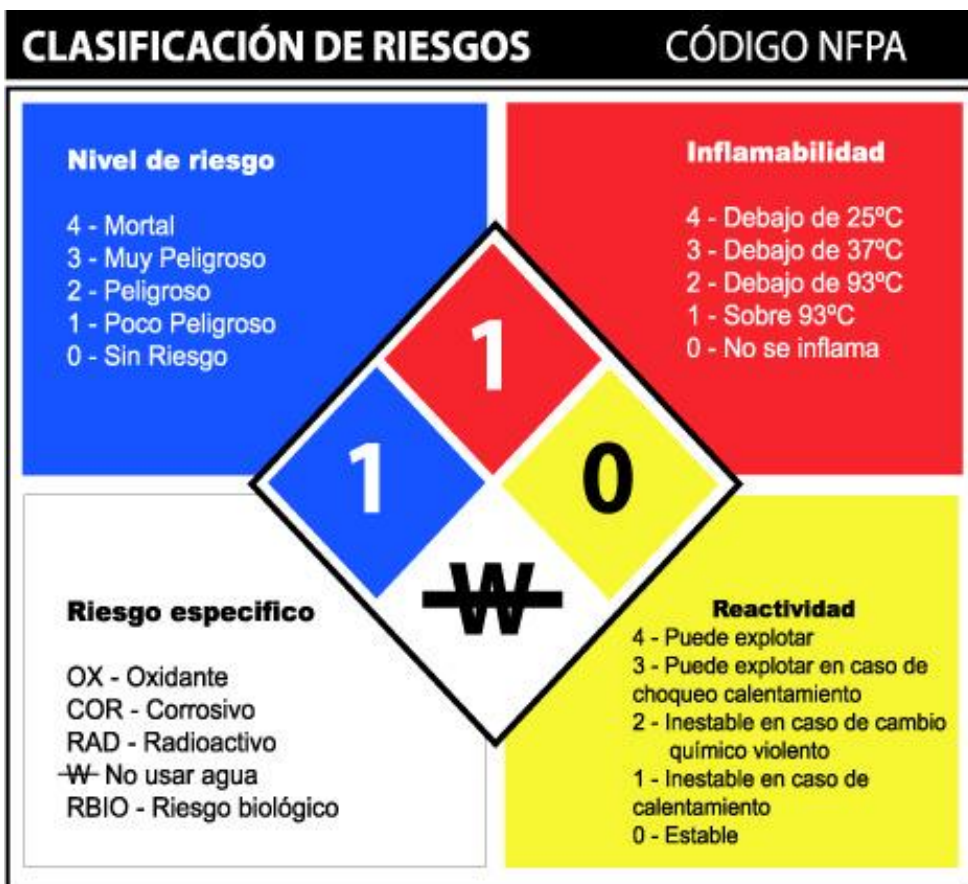 CLASIFICACIÓN DE RIESGOS CÓDIGO NFPA
Nivel de riesgo
4 - Mortal
3 - Muy Peligroso
2 - Peligroso
1 - Poco Peligroso
0 - Sin Riesgo
Inflamabilidad
4 - Debajo de 25ºC
3 - Debajo de 37ºC
2 - Debajo de 93ºC
1 - Sobre 93ºC
0 - No se inflama
1
1
0
W
Riesgo especifico
OX - Oxidante
COR - Corrosivo
RAD - Radioactivo
W No usar agua
RBIO - Riesgo biológico
Reactividad
4 - Puede explotar
3 - Puede explotar en caso de
choqueo calentamiento
2 - Inestable en caso de cambio
químico violento
1 - Inestable en caso de
calentamiento
0 - Estable